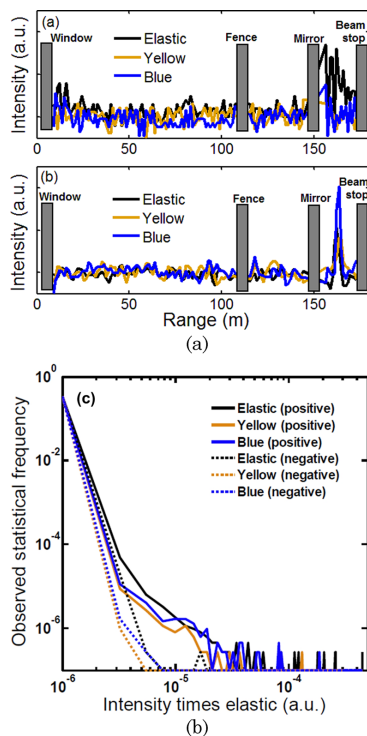 (a)
Intensity (a.u.)
Window
Elastic
Yellow
Blue
Fence
Mirror
Beam
stop
0 50 100 150
(b)
Intensity (a.u.)
Window
Elastic
Yellow
Blue
Fence
Mirror
Beam
stop
0 50 100 150
Range (m)
(a)
(c)
Observed statistical frequency
10^0
10^-2
10^-4
10^-6
Elastic (positive)
Yellow (positive)
Blue (positive)
Elastic (negative)
Yellow (negative)
Blue (negative)
10^-6 10^-5 10^-4
Intensity times elastic (a.u.)
(b)